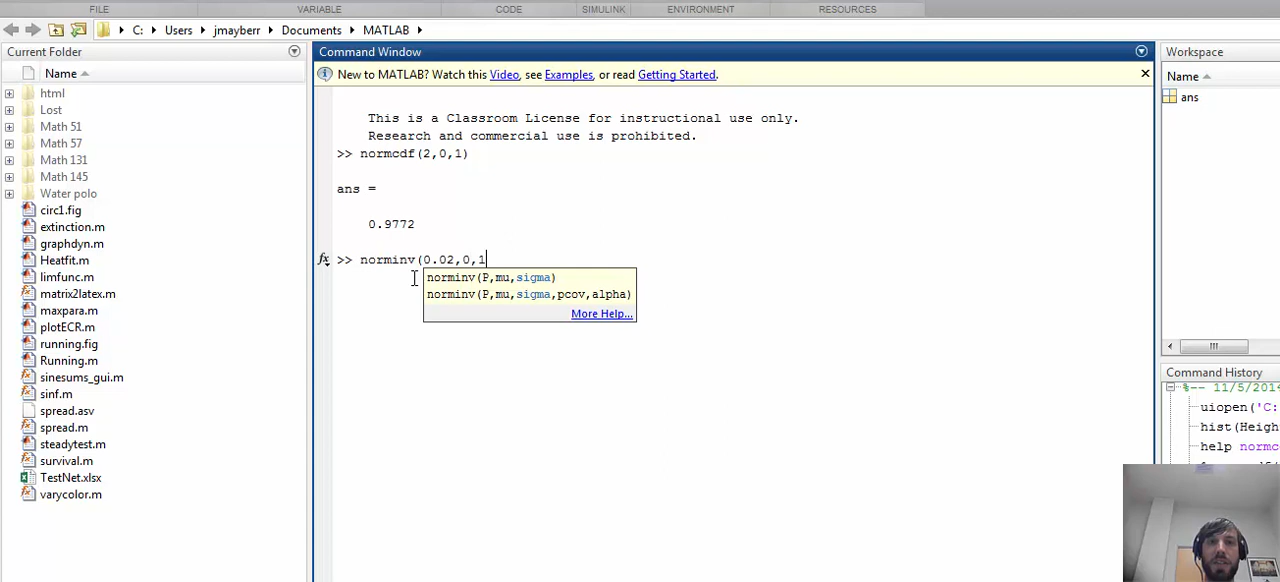 FILE VARIABLE CODE SIMULINK ENVIRONMENT RESOURCES
C: Users jmayberr Documents MATLAB
Current Folder
Name
html
Lost
Math 51
Math 57
Math 131
Math 145
Water polo
circ1.fig
extinction.m
graphdyn.m
Heatfit.m
limfunc.m
matrix2latex.m
maxpara.m
plotECR.m
running.fig
Running.m
sinesums_gui.m
sinf.m
spread.asv
spread.m
steadytest.m
survival.m
TestNet.xlsx
varycolor.m
Command Window
New to MATLAB? Watch this Video, see Examples, or read Getting Started.
This is a Classroom License for instructional use only.
Research and commercial use is prohibited.
>> normcdf(2,0,1)
ans =
0.9772
fx >> norminv(0.02,0,1
norminv(P,mu,sigma)
norminv(P,mu,sigma,pcov,alpha)
More Help...
Workspace
Name
ans
Command History
%-- 11/5/2014
uiopen('C:
hist(Heigh
help normc